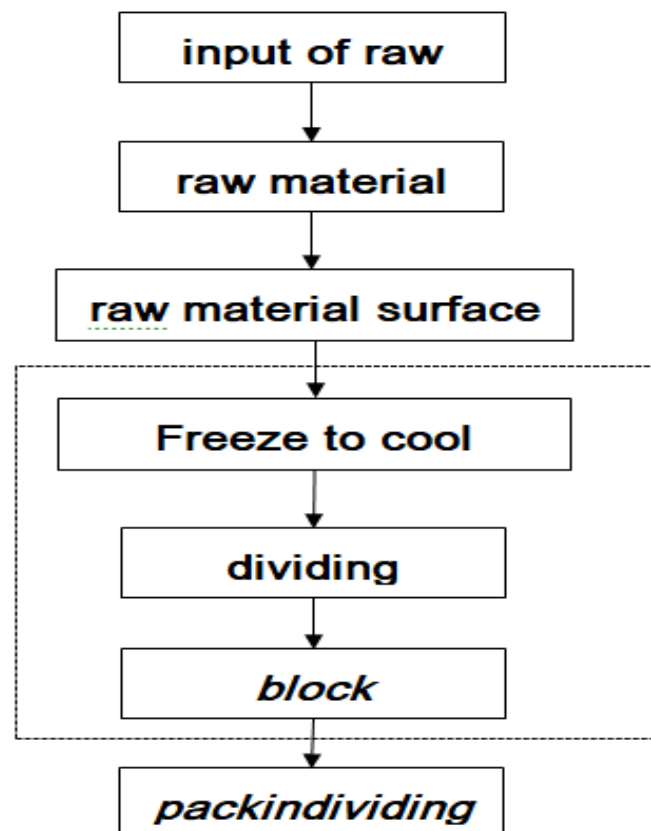 input of raw
raw material
raw material surface
Freeze to cool
dividing
block
packindividing